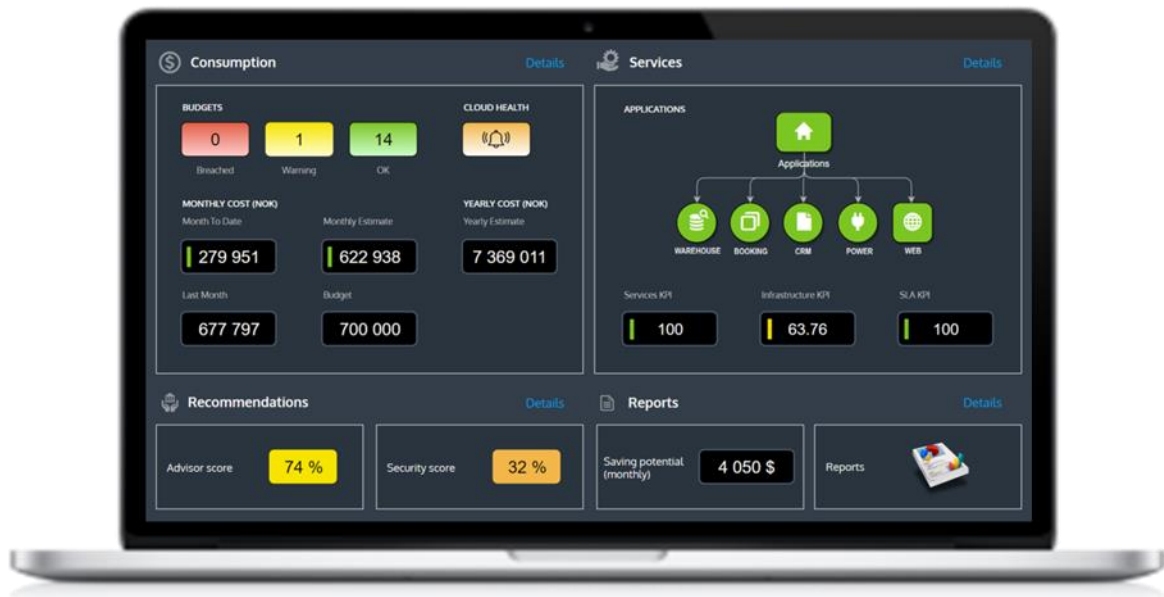 Consumption
Details
BUDGETS
CLOUD HEALTH
0
1
14
Breached
Warning
OK
MONTHLY COST (NOK)
YEARLY COST (NOK)
Month To Date
Monthly Estimate
Yearly Estimate
279 951
622 938
7 369 011
Last Month
Budget
677 797
700 000
Services
Details
APPLICATIONS
Applications
WAREHOUSE
BOOKING
CRM
POWER
WEB
Services KPI
Infrastructure KPI
SLA KPI
100
63.76
100
Recommendations
Details
Advisor score
74 %
Security score
32 %
Reports
Details
Saving potential
(monthly)
4 050 $
Reports